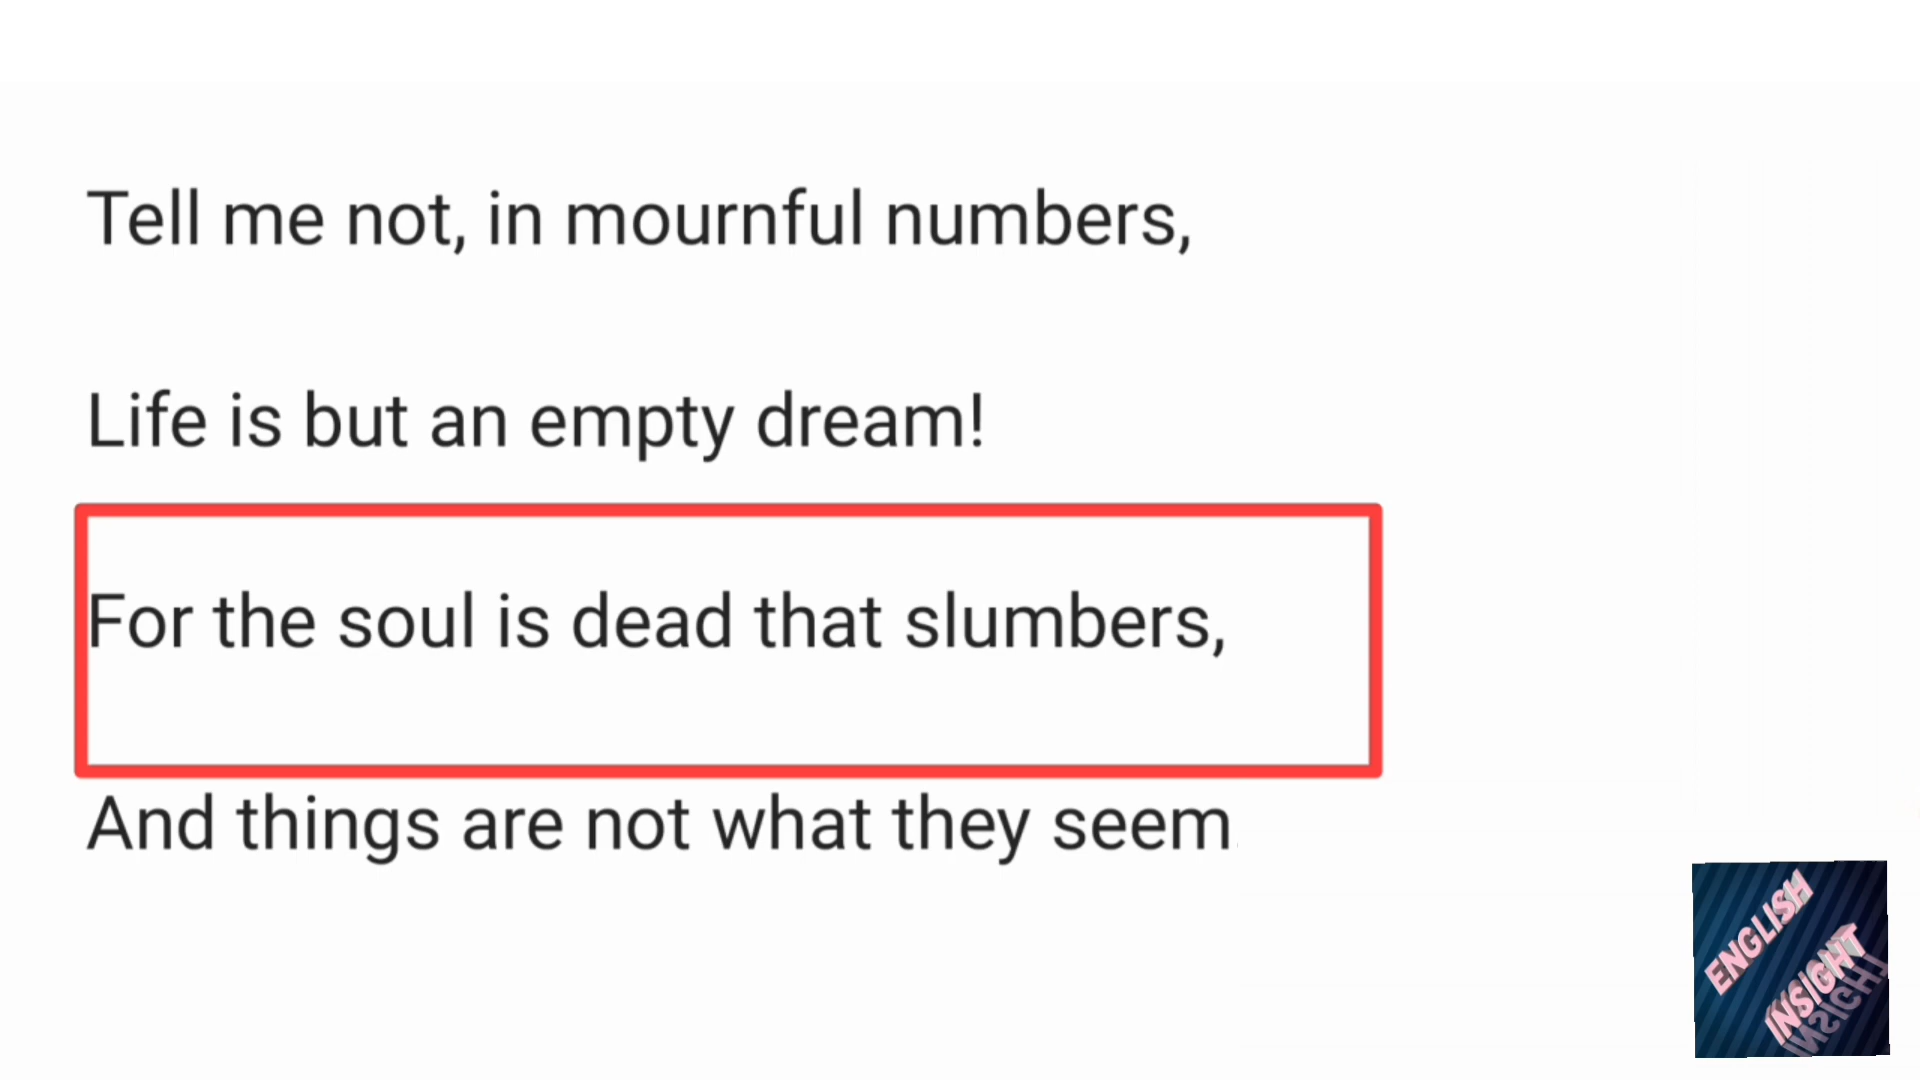 Tell me not, in mournful numbers,
Life is but an empty dream!
For the soul is dead that slumbers,
And things are not what they seem.
ENGLISH
INSIGHT